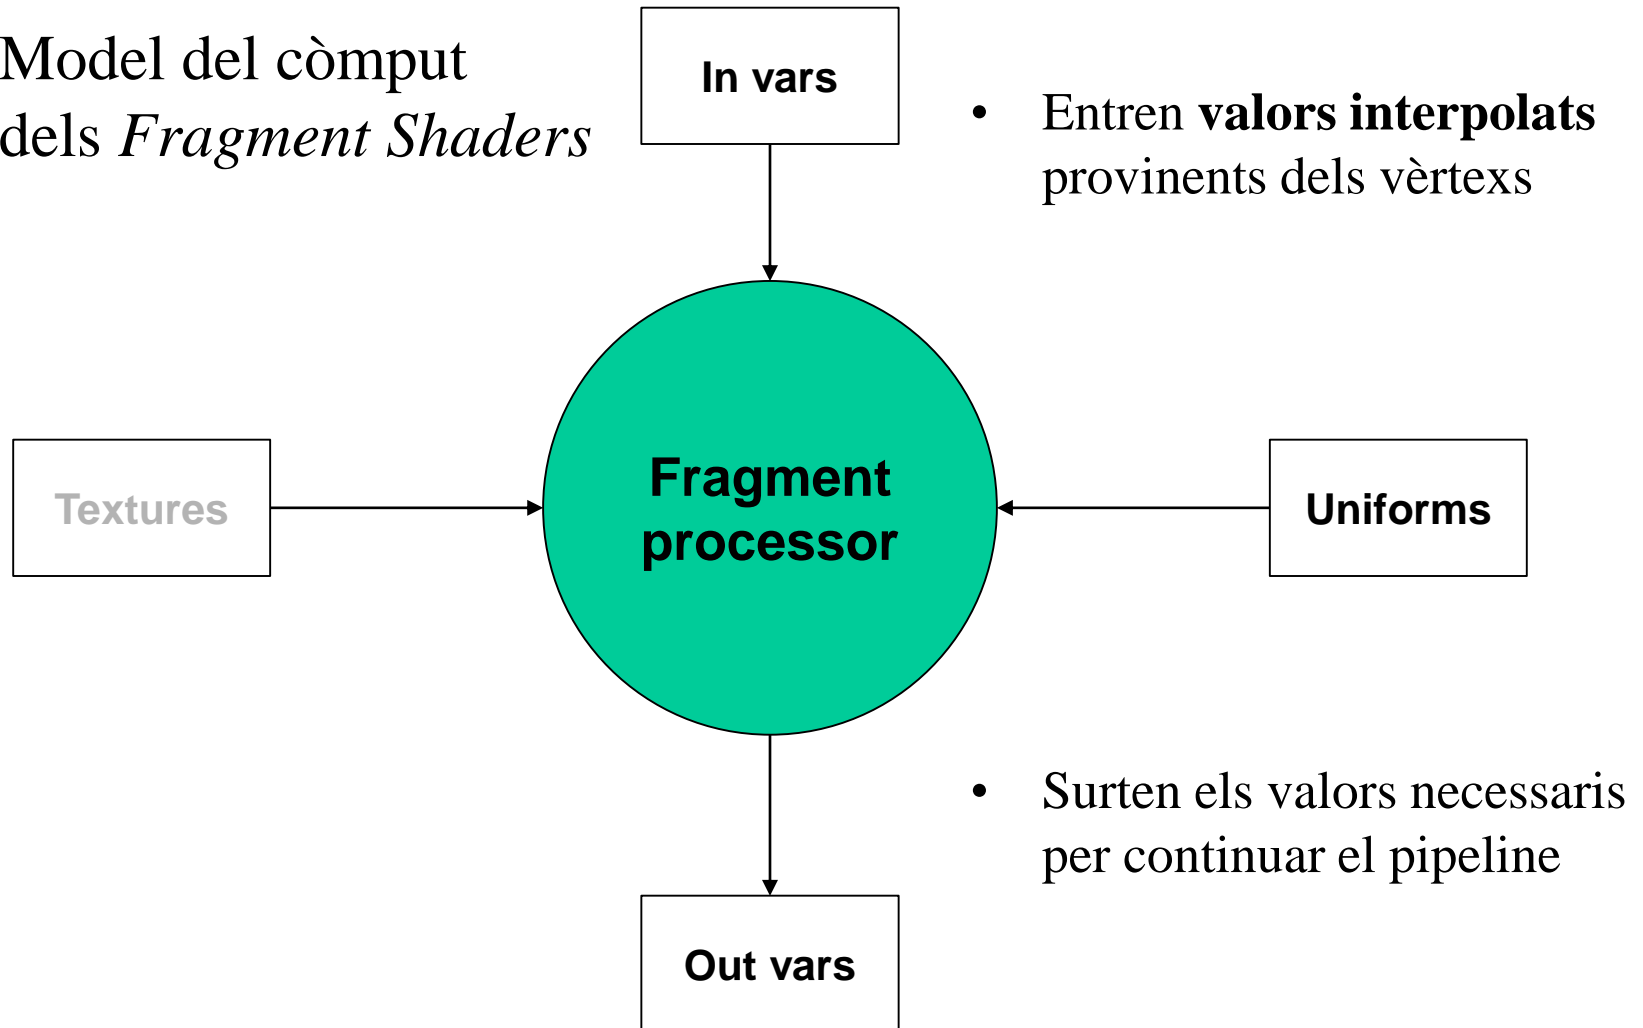 Model del còmput
dels Fragment Shaders
In vars
• Entren valors interpolats
provinents dels vèrtexs
Textures
Fragment
processor
Uniforms
• Surten els valors necessaris
per continuar el pipeline
Out vars